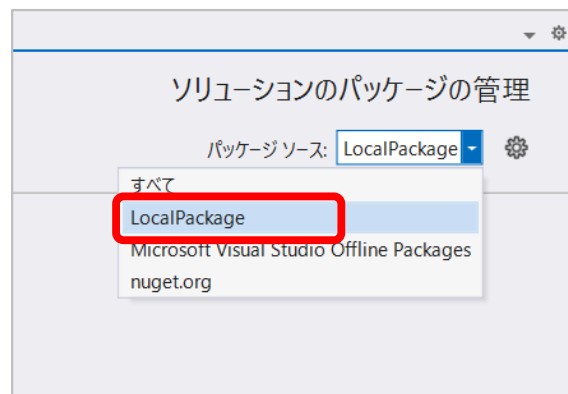 ソリューションのパッケージの管理
パッケージ ソース: LocalPackage
すべて
LocalPackage
Microsoft Visual Studio Offline Packages
nuget.org